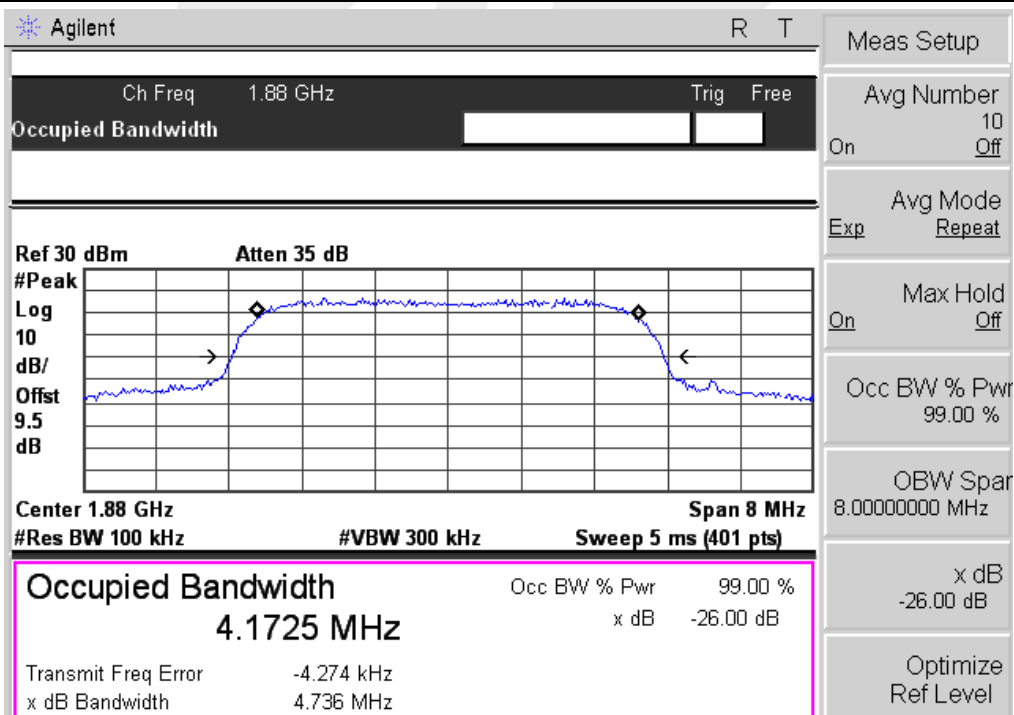 Agilent R T
Ch Freq 1.88 GHz Trig Free
Occupied Bandwidth
Ref 30 dBm Atten 35 dB
#Peak
Log
10
dB/
Offst
9.5
dB
Center 1.88 GHz Span 8 MHz
#Res BW 100 kHz #VBW 300 kHz Sweep 5 ms (401 pts)
Occupied Bandwidth
4.1725 MHz
Occ BW % Pwr 99.00 %
x dB -26.00 dB
Transmit Freq Error -4.274 kHz
x dB Bandwidth 4.736 MHz
Meas Setup
Avg Number
10
On Off
Avg Mode
Exp Repeat
Max Hold
On Off
Occ BW % Pwr
99.00 %
OBW Span
8.00000000 MHz
x dB
-26.00 dB
Optimize
Ref Level